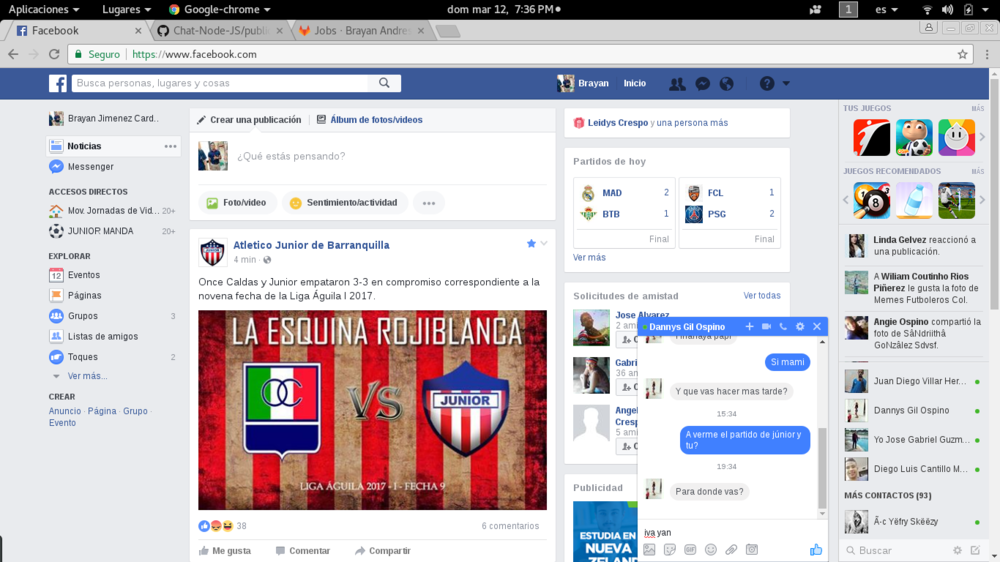 Aplicaciones
Lugares
Google-chrome
dom mar 12, 7:36 PM
1
es
Facebook
Chat-Node-JS/publi
Jobs · Brayan Andre
Seguro
https://www.facebook.com
Busca personas, lugares y cosas
Brayan
Inicio
Brayan Jimenez Card..
Noticias
Messenger
ACCESOS DIRECTOS
Mov. Jornadas de Vid... 20+
JUNIOR MANDA 20+
EXPLORAR
12 Eventos
Páginas
Grupos 3
Listas de amigos
Toques 2
Ver más...
CREAR
Anuncio · Página · Grupo ·
Evento
Crear una publicación
Álbum de fotos/videos
¿Qué estás pensando?
Foto/video
Sentimiento/actividad
Atletico Junior de Barranquilla
4 min ·
Once Caldas y Junior empataron 3-3 en compromiso correspondiente a la
novena fecha de la Liga Águila I 2017.
LA ESQUINA ROJIBLANCA
VS
JUNIOR
LIGA ÁGUILA 2017 - I - FECHA 9
38
6 comentarios
Me gusta
Comentar
Compartir
Leidys Crespo y una persona más
Partidos de hoy
MAD 2
BTB 1
Final
FCL 1
PSG 2
Final
Ver más
Solicitudes de amistad
Ver todas
Jose Alvarez
2 ami
Gabri
36 an
Angel
Cresp
5 ami
Publicidad
ESTUDIA EN
NUEVA
ZELAN
Dannys Gil Ospino
Si mami
Y que vas hacer mas tarde?
15:34
A verme el partido de júnior y
tu?
19:34
Para donde vas?
iva yan
GIF
TUS JUEGOS
MÁS
JUEGOS RECOMENDADOS
MÁS
8
Linda Gelvez reaccionó a
una publicación.
A Wiliam Coutinho Rios
Piñerez le gusta la foto de
Memes Futboleros Col.
Angie Ospino compartió la
foto de SâNdriithâ
GoNzâlez Sdvsf.
Juan Diego Villar Her...
Dannys Gil Ospino
Yo Jose Gabriel Guzm...
Diego Luis Cantillo M...
MÁS CONTACTOS (93)
Ã-c Yëfry Skëëzy
Buscar